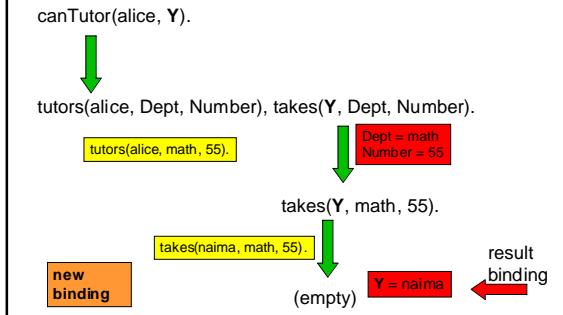 canTutor(alice, Y).
tutors(alice, Dept, Number), takes(Y, Dept, Number).
tutors(alice, math, 55).
Dept = math
Number = 55
takes(Y, math, 55).
takes(naima, math, 55).
new
binding
(empty)
Y = naima
result
binding